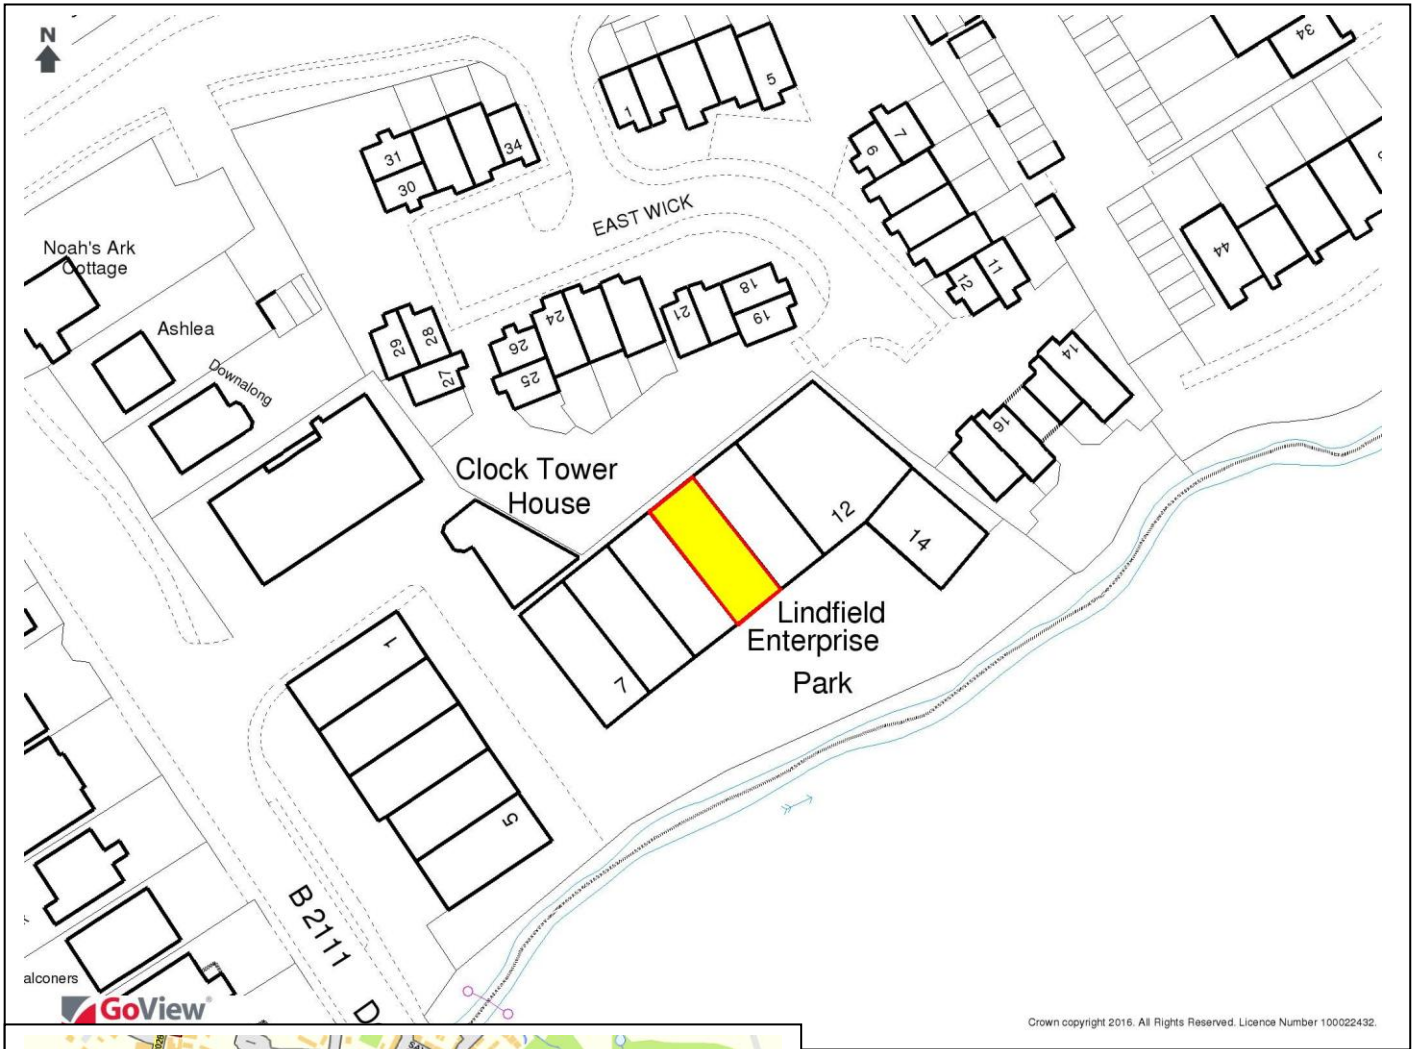 N
34
5
1
7
6
31
34
30
EAST WICK
44
11
12
Noah's Ark
Cottage
18
19
21
24
Ashlea
28
29
26
27
25
Downalong
14
16
Clock Tower
House
12
14
Lindfield
Enterprise
Park
1
7
5
B 2111
alconers
GoView®
Crown copyright 2016. All Rights Reserved. Licence Number 100022432.